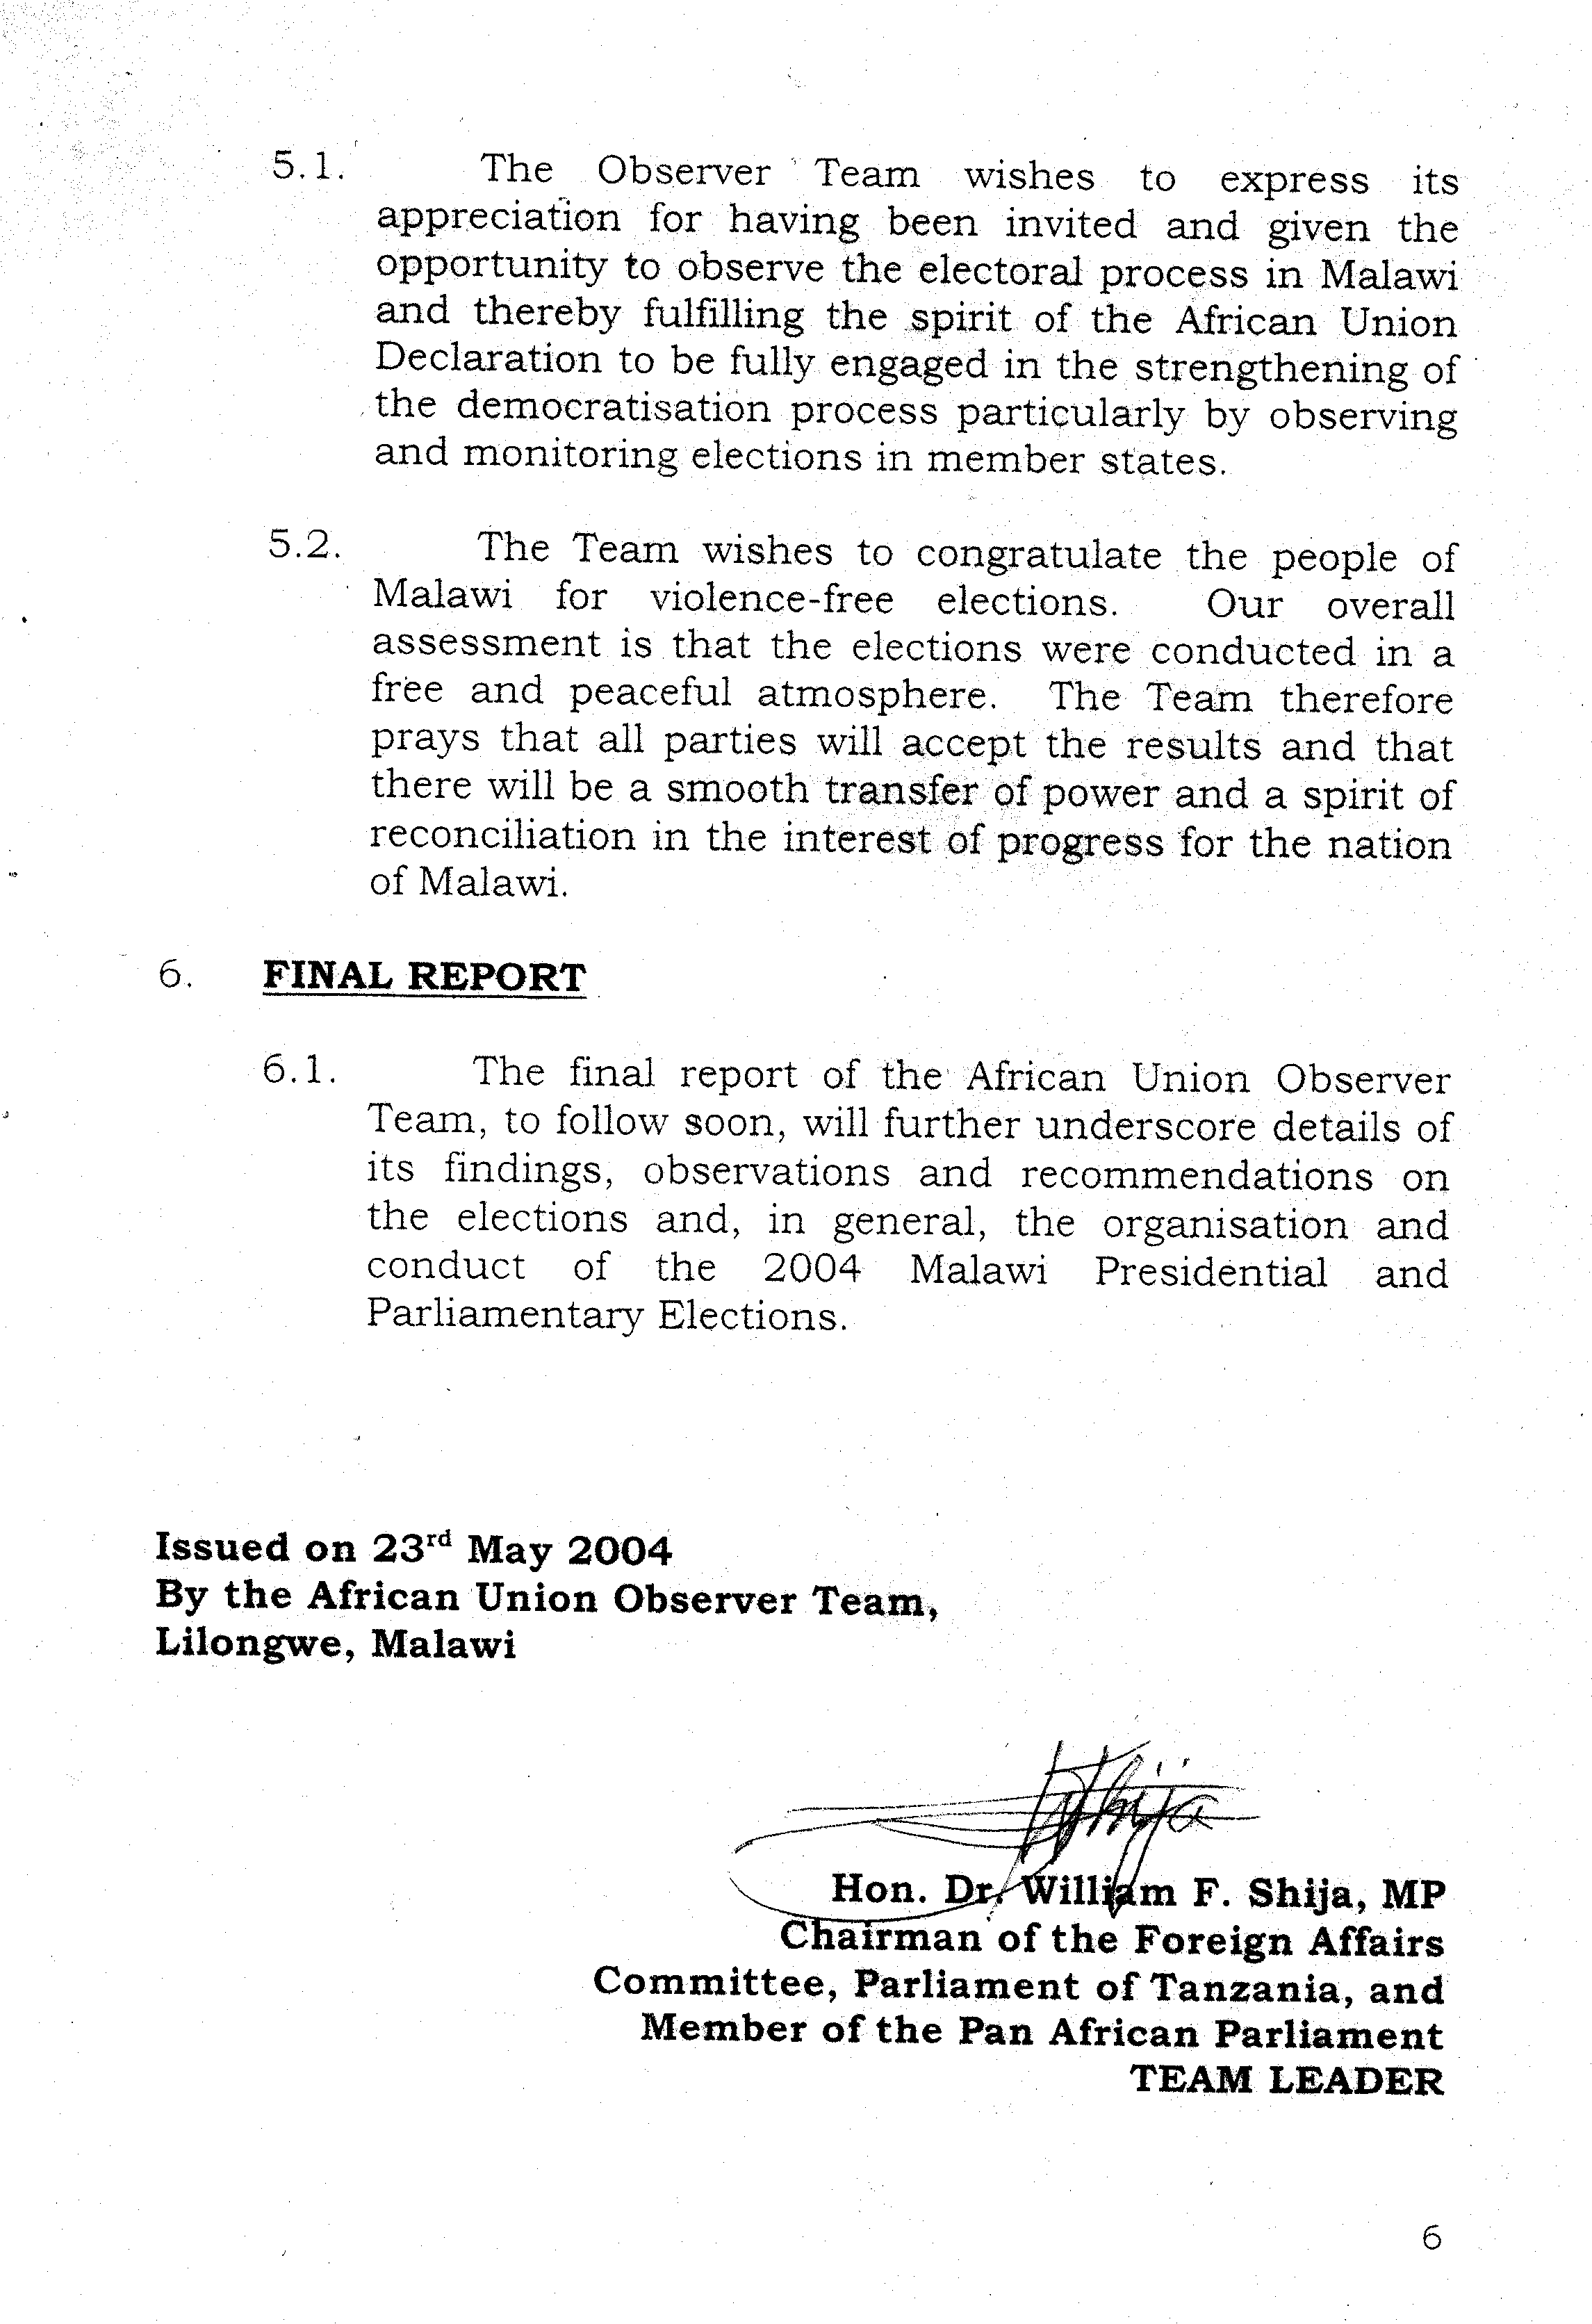 5.1. The Observer Team wishes to express its
appreciation for having been invited and given the
opportunity to observe the electoral process in Malawi
and thereby fulfilling the spirit of the African Union
Declaration to be fully engaged in the strengthening of
the democratisation process particularly by observing
and monitoring elections in member states.
5.2. The Team wishes to congratulate the people of
Malawi for violence-free elections. Our overall
assessment is that the elections were conducted in a
free and peaceful atmosphere. The Team therefore
prays that all parties will accept the results and that
there will be a smooth transfer of power and a spirit of
reconciliation in the interest of progress for the nation
of Malawi.
6. FINAL REPORT
6.1. The final report of the African Union Observer
Team, to follow soon, will further underscore details of
its findings, observations and recommendations on
the elections and, in general, the organisation and
conduct of the 2004 Malawi Presidential and
Parliamentary Elections.
Issued on 23rd May 2004
By the African Union Observer Team,
Lilongwe, Malawi
Shija
Hon. Dr. William F. Shija, MP
Chairman of the Foreign Affairs
Committee, Parliament of Tanzania, and
Member of the Pan African Parliament
TEAM LEADER
6